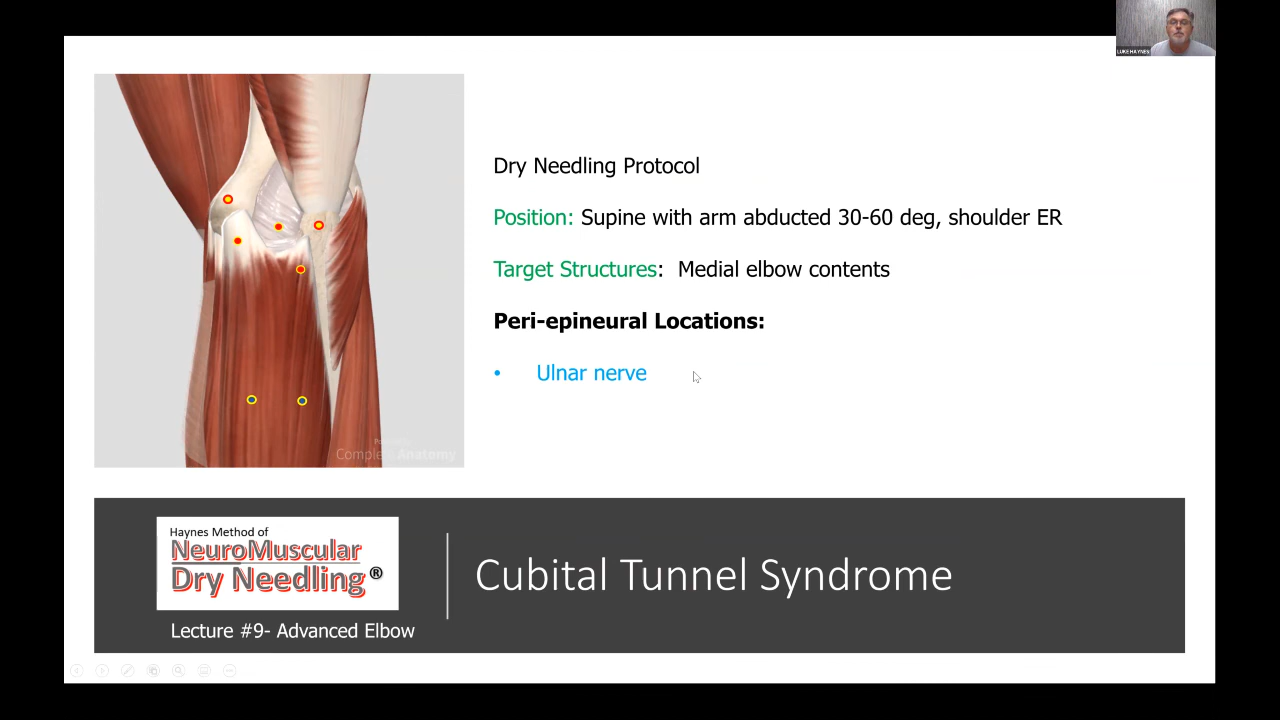 LUKE HAYNES
Dry Needling Protocol
Position: Supine with arm abducted 30-60 deg, shoulder ER
Target Structures: Medial elbow contents
Peri-epineural Locations:
• Ulnar nerve
Complete Anatomy
Haynes Method of
NeuroMuscular
Dry Needling®
Lecture #9- Advanced Elbow
Cubital Tunnel Syndrome